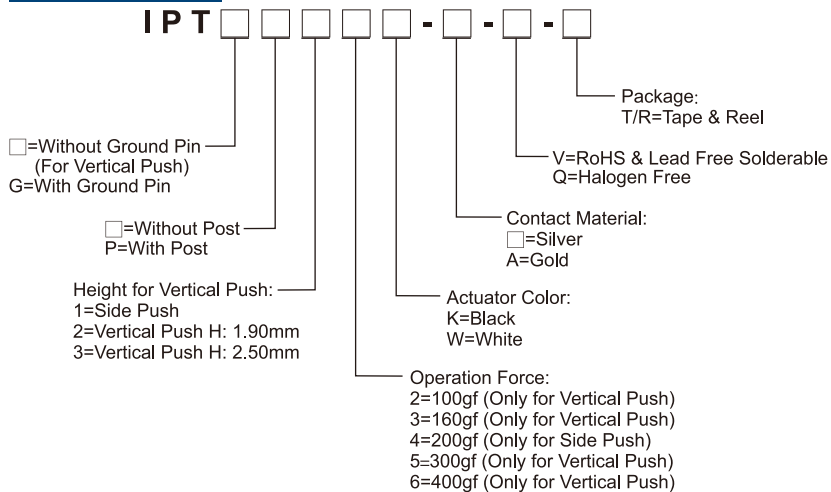 IPT□□□□□-□-□-□
Package:
T/R=Tape & Reel
□=Without Ground Pin
(For Vertical Push)
G=With Ground Pin
V=RoHS & Lead Free Solderable
Q=Halogen Free
□=Without Post
P=With Post
Contact Material:
□=Silver
A=Gold
Height for Vertical Push:
1=Side Push
2=Vertical Push H: 1.90mm
3=Vertical Push H: 2.50mm
Actuator Color:
K=Black
W=White
Operation Force:
2=100gf (Only for Vertical Push)
3=160gf (Only for Vertical Push)
4=200gf (Only for Side Push)
5=300gf (Only for Vertical Push)
6=400gf (Only for Vertical Push)